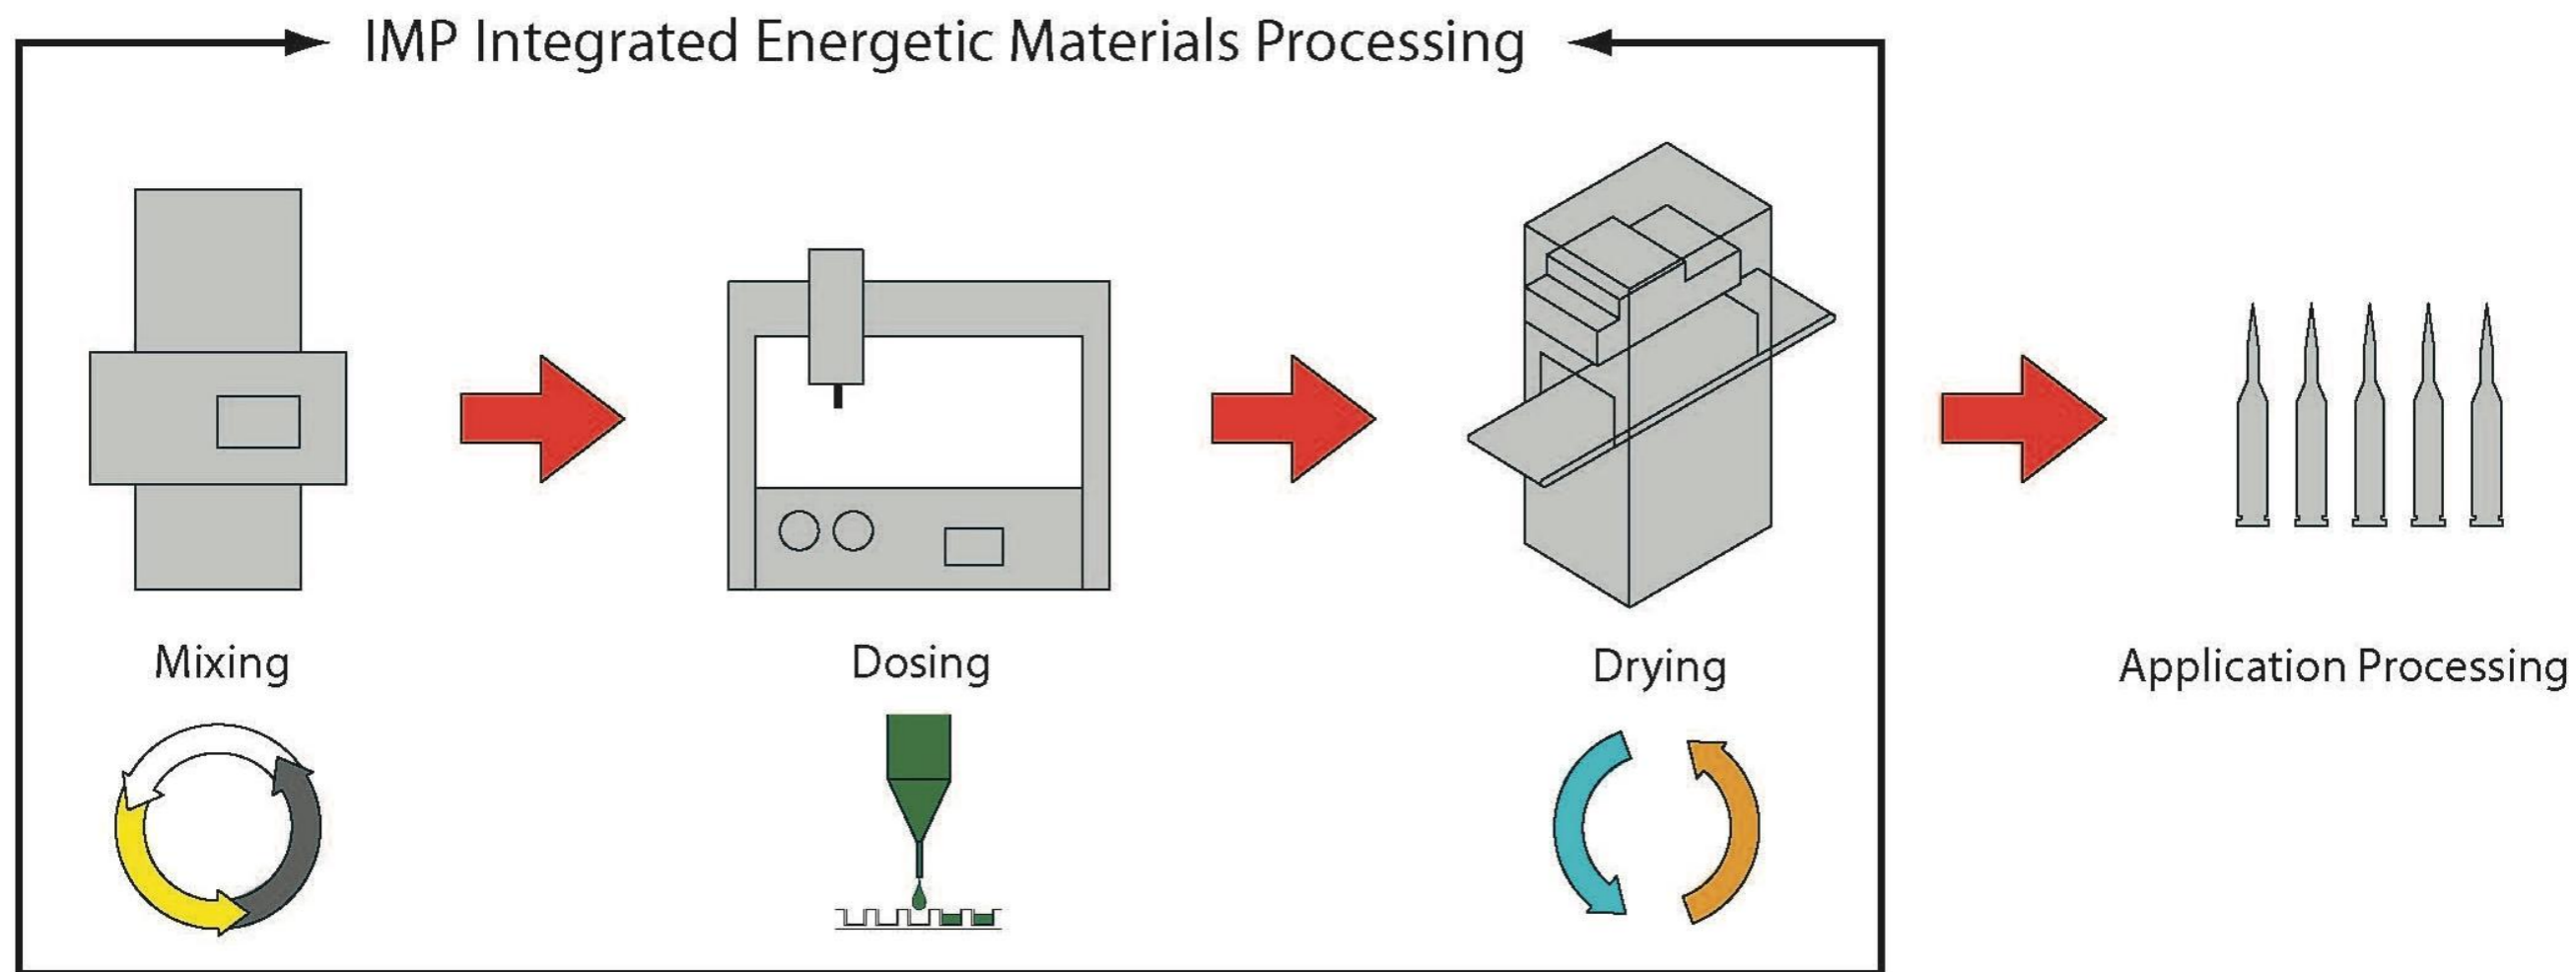 IMP Integrated Energetic Materials Processing
Mixing
Dosing
Drying
Application Processing